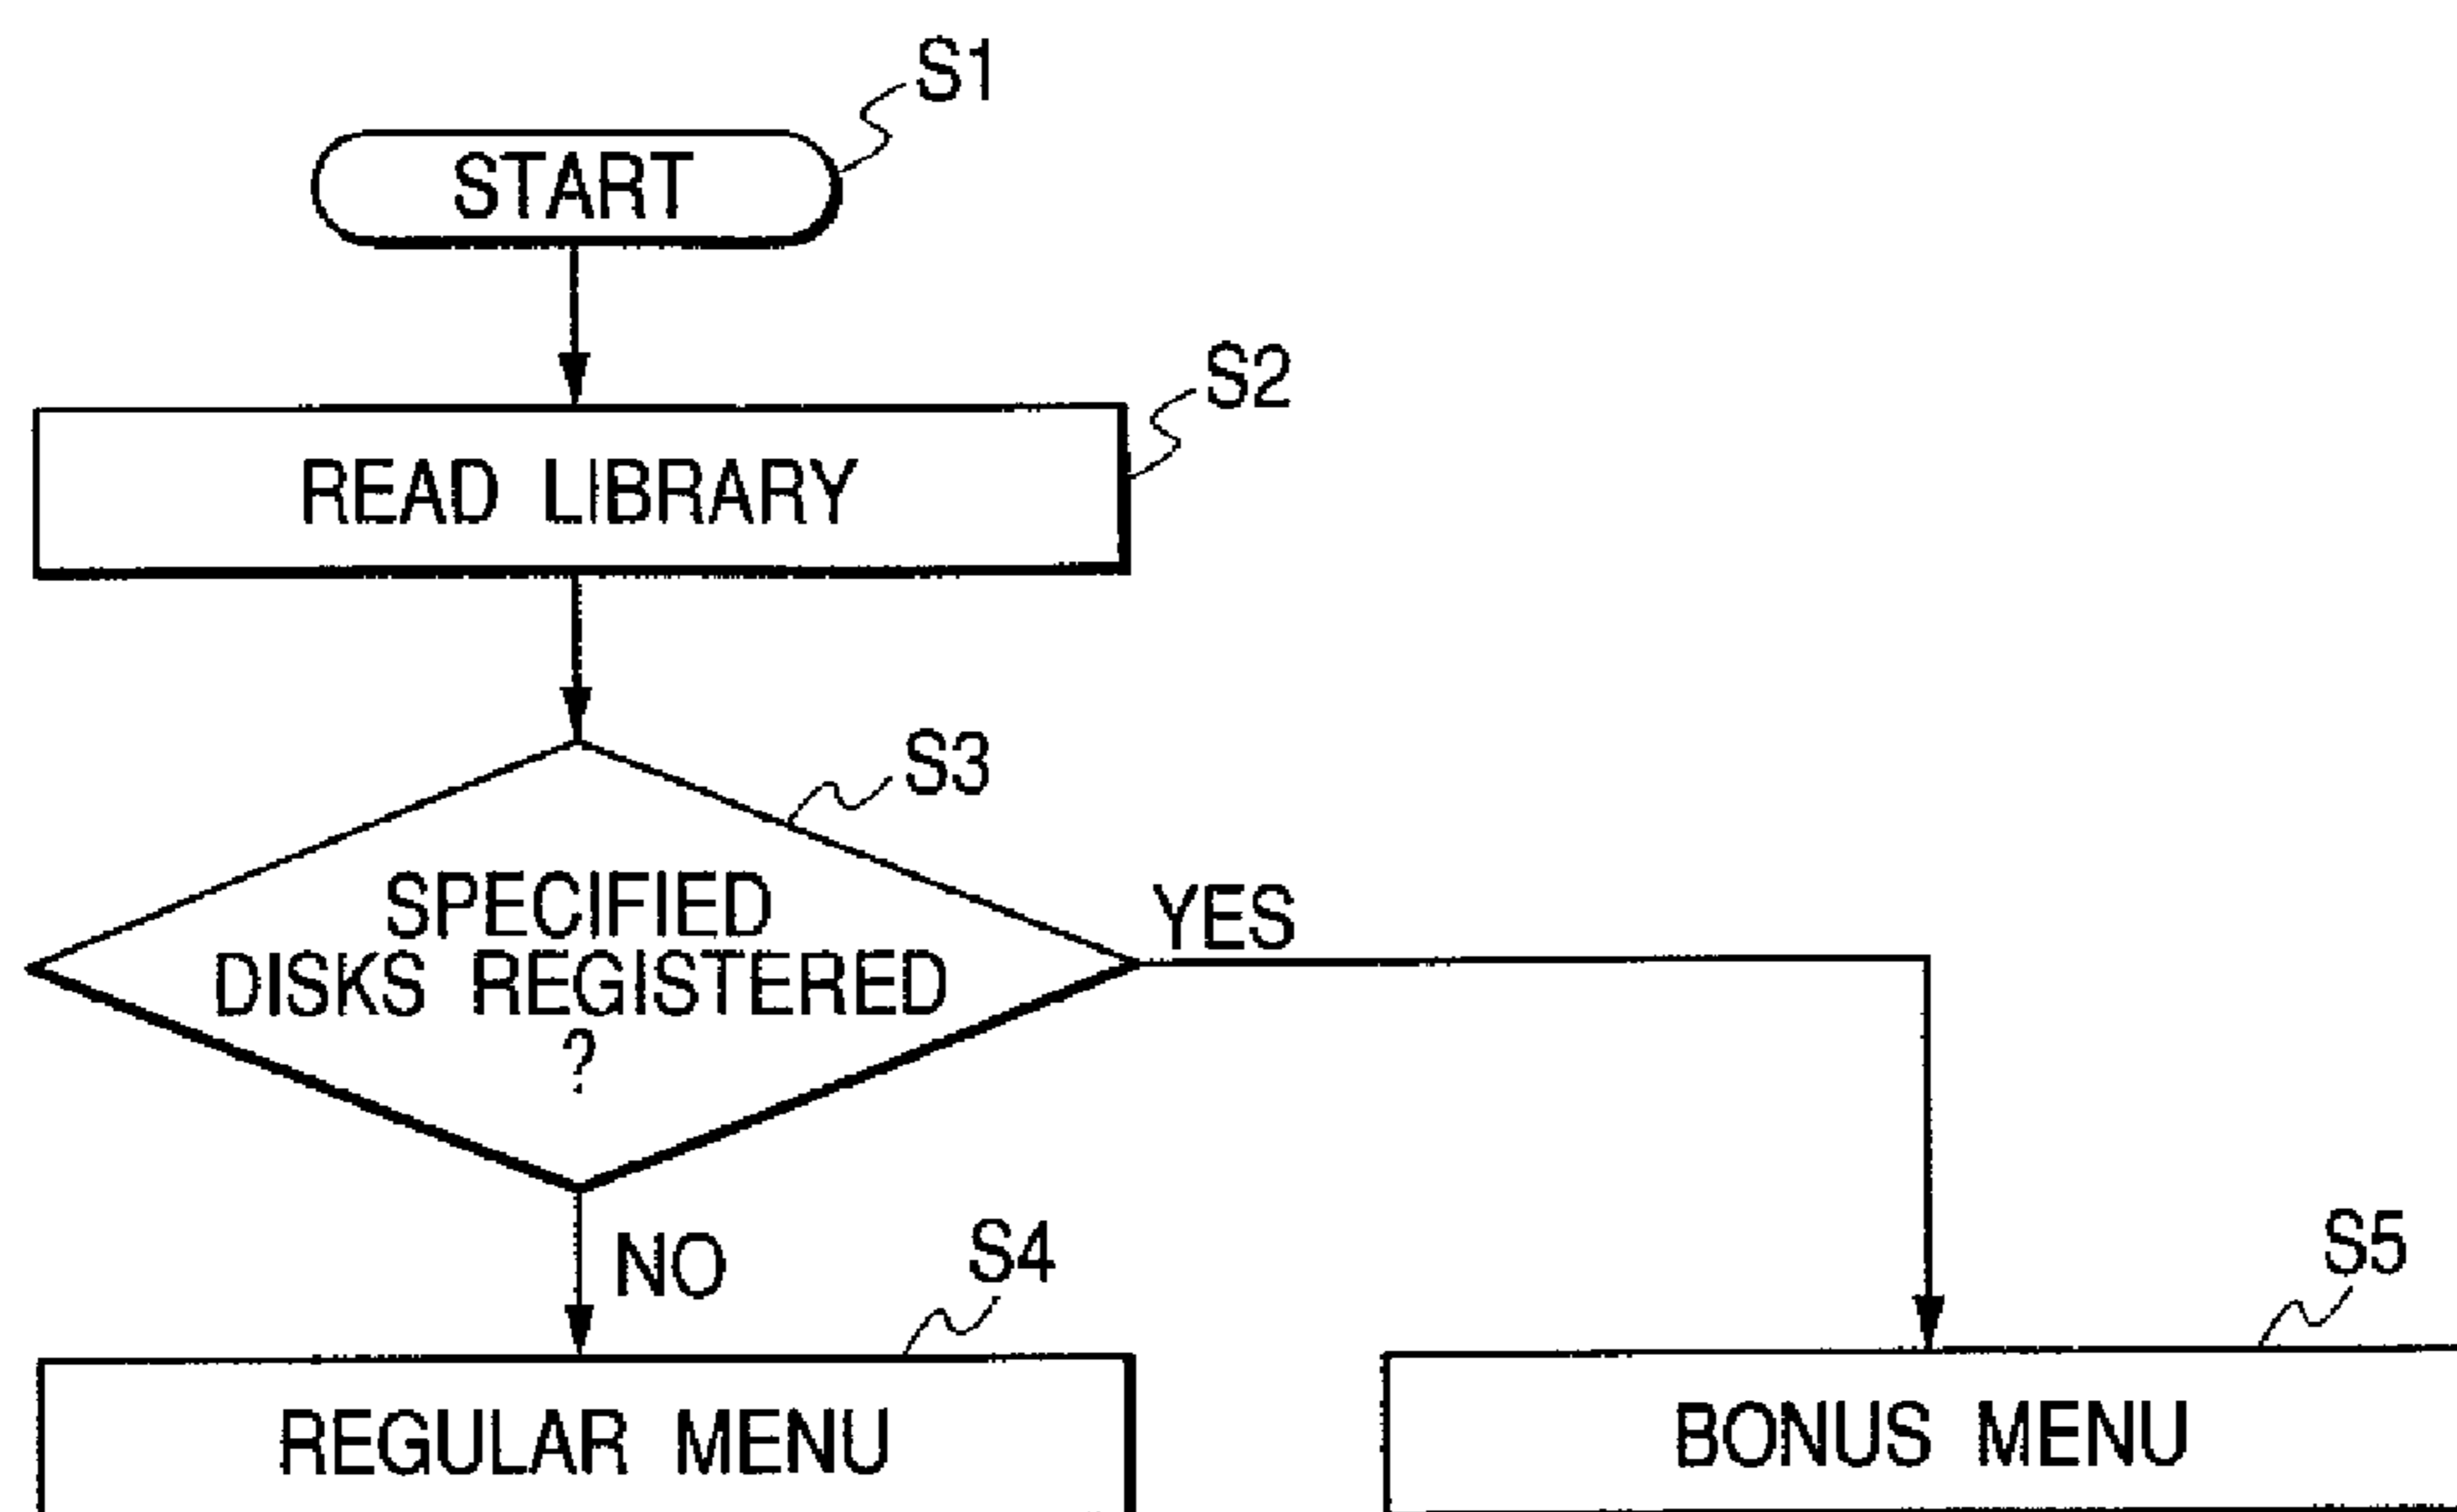 S1
START
S2
READ LIBRARY
S3
SPECIFIED
DISKS REGISTERED
?
YES
NO
S4
S5
REGULAR MENU
BONUS MENU